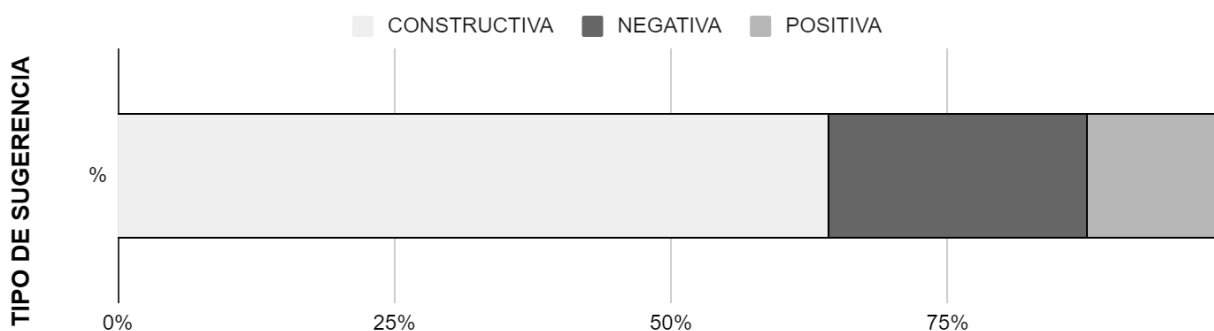 CONSTRUCTIVA NEGATIVA POSITIVA
TIPO DE SUGERENCIA
%
0% 25% 50% 75%